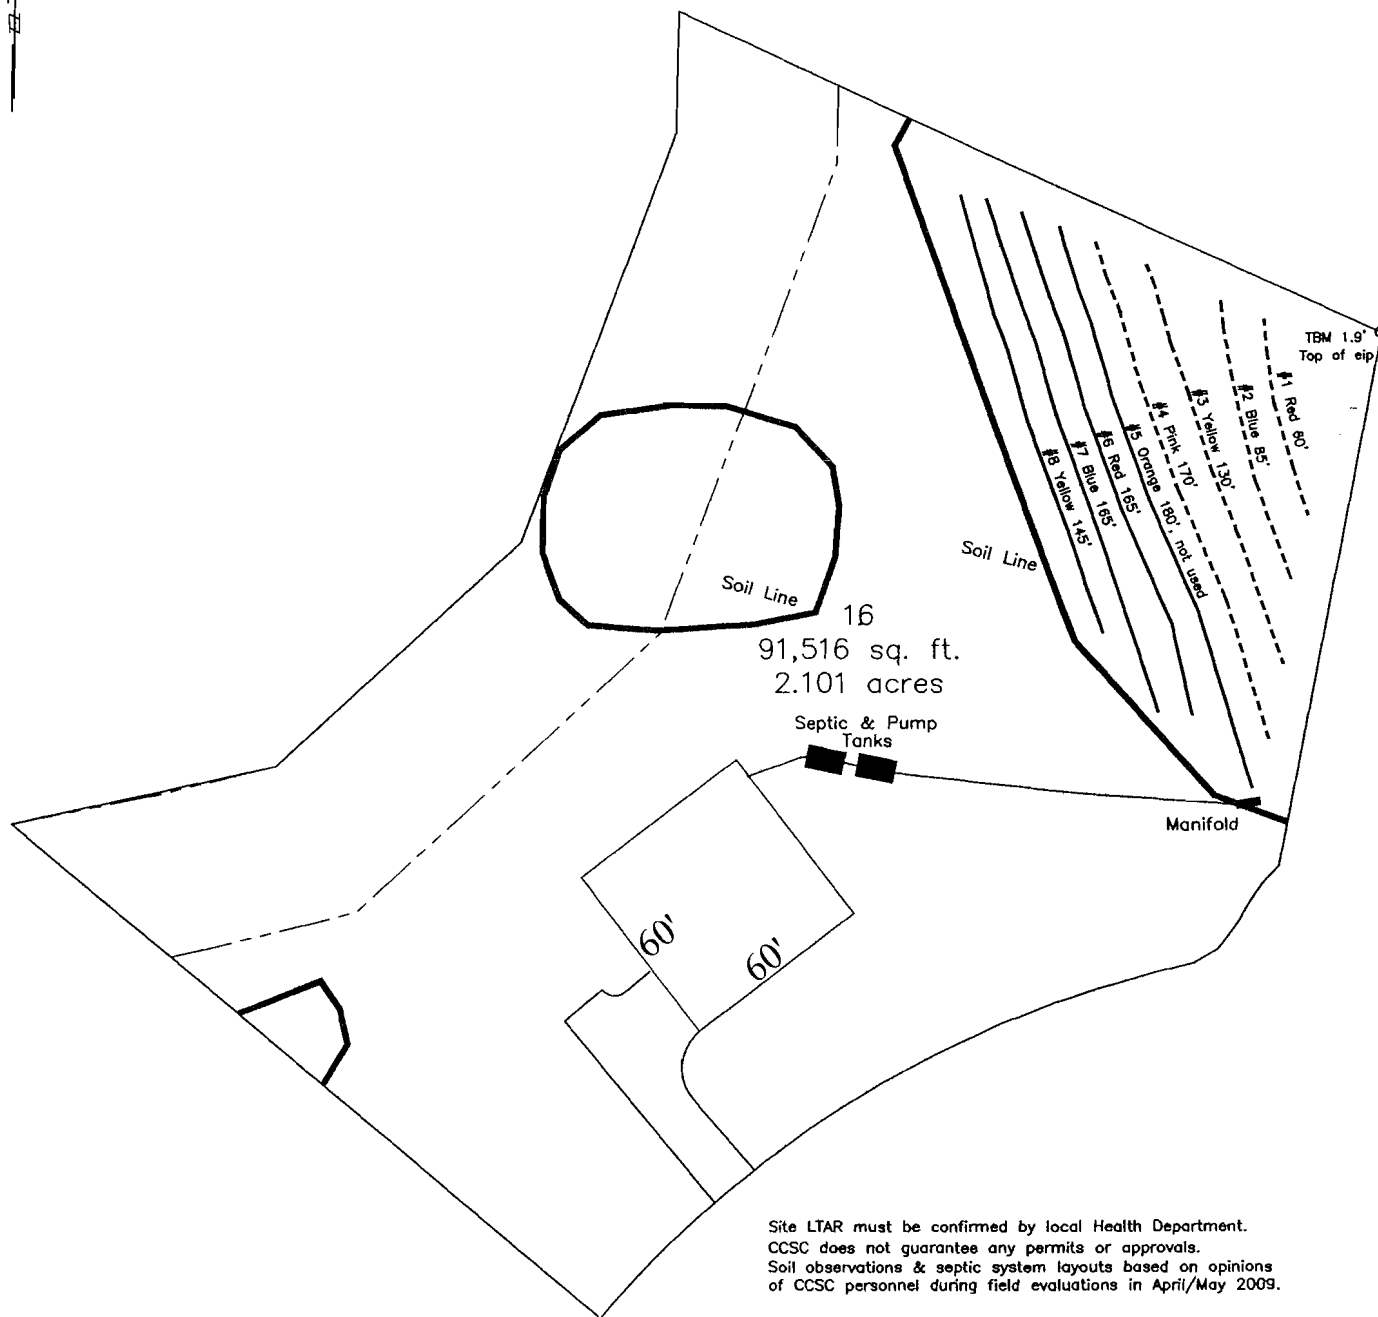 TBM 1.9'
Top of eip
#1 Red 60'
#2 Blue 85'
#3 Yellow 130'
#4 Pink 170'
#5 Orange 180', not used
#6 Red 165'
#7 Blue 165'
#8 Yellow 145'
Soil Line
Soil Line
16
91,516 sq. ft.
2.101 acres
Septic & Pump
Tanks
Manifold
60'
60'
Site LTAR must be confirmed by local Health Department.
CCSC does not guarantee any permits or approvals.
Soil observations & septic system layouts based on opinions
of CCSC personnel during field evaluations in April/May 2009.